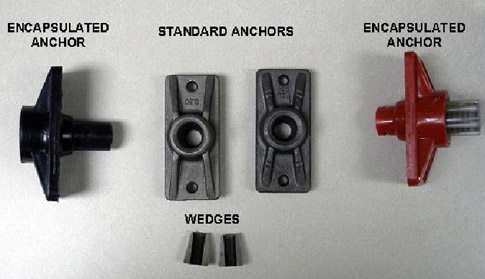 ENCAPSULATED
ANCHOR
STANDARD ANCHORS
ENCAPSULATED
ANCHOR
WEDGES